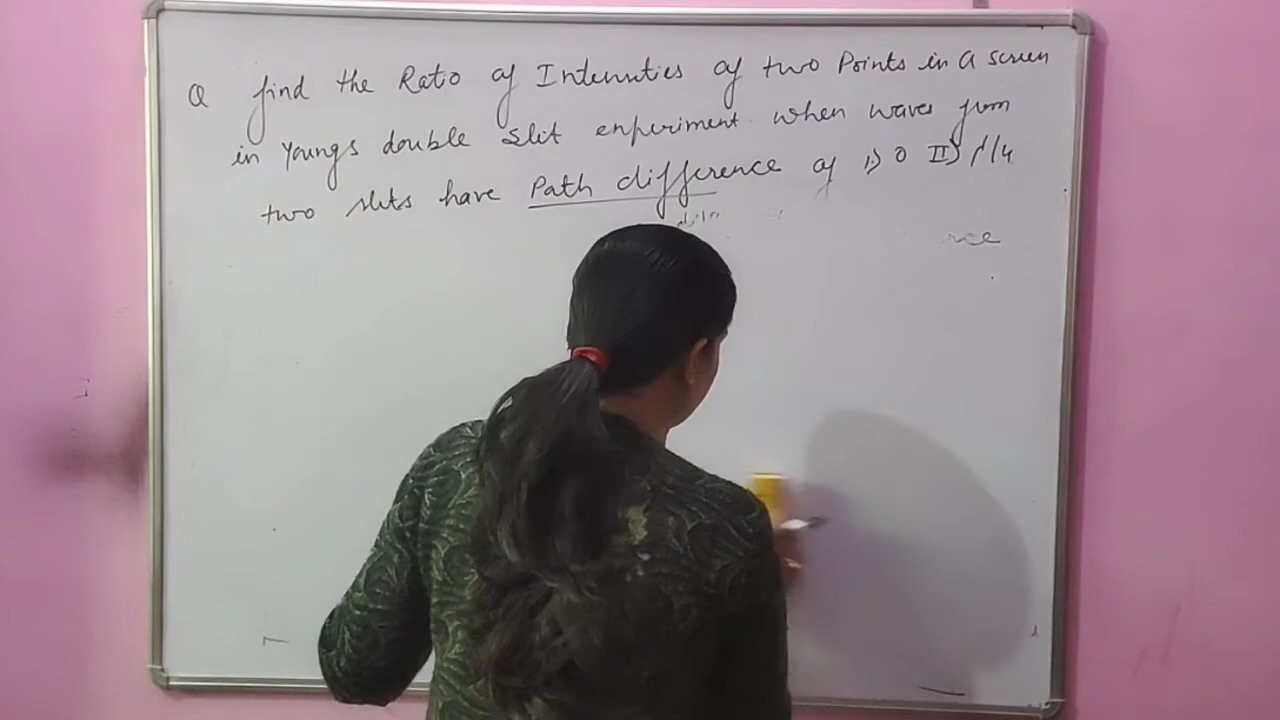 Q find the Rato of Intensities of two Points in a screen
in Youngs double slit experiment when waves from
two slits have Path difference of i) 0 II) λ/4